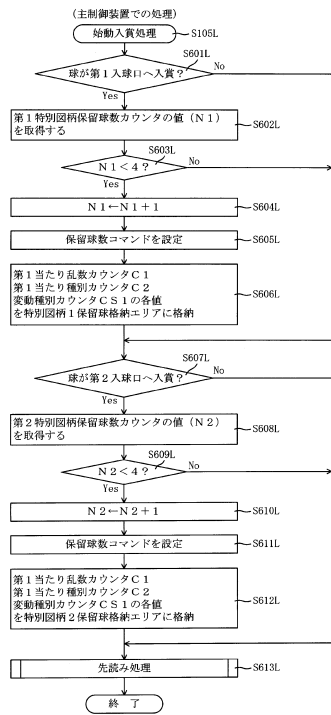 (主制御装置での処理)
始動入賞処理
S105L
S601L
球が第1入球口へ入賞?
No
Yes
第1特別図柄保留球数カウンタの値(N1)
を取得する
S602L
S603L
N1<4?
No
Yes
N1←N1+1
S604L
保留球数コマンドを設定
S605L
第1当たり乱数カウンタC1
第1当たり種別カウンタC2
変動種別カウンタCS1の各値
を特別図柄1保留球格納エリアに格納
S606L
S607L
球が第2入球口へ入賞?
No
Yes
第2特別図柄保留球数カウンタの値(N2)
を取得する
S608L
S609L
N2<4?
No
Yes
N2←N2+1
S610L
保留球数コマンドを設定
S611L
第1当たり乱数カウンタC1
第1当たり種別カウンタC2
変動種別カウンタCS1の各値
を特別図柄2保留球格納エリアに格納
S612L
先読み処理
S613L
終 了